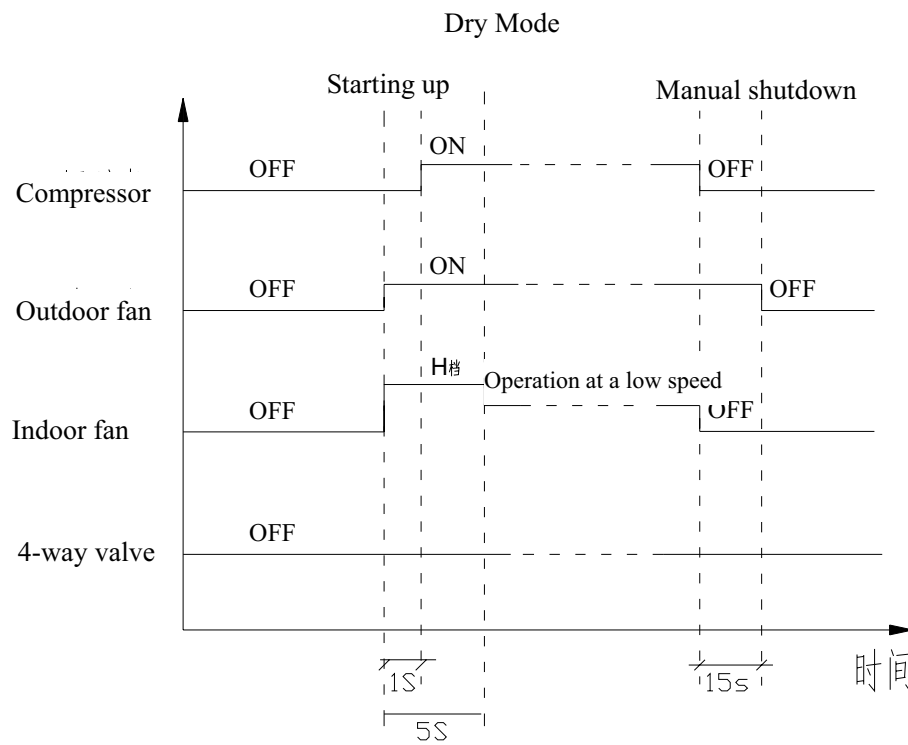 Dry Mode
Starting up
Manual shutdown
OFF
ON
OFF
Compressor
OFF
ON
OFF
Outdoor fan
H档
Operation at a low speed
OFF
OFF
Indoor fan
OFF
4-way valve
1S
15s
时间
5S